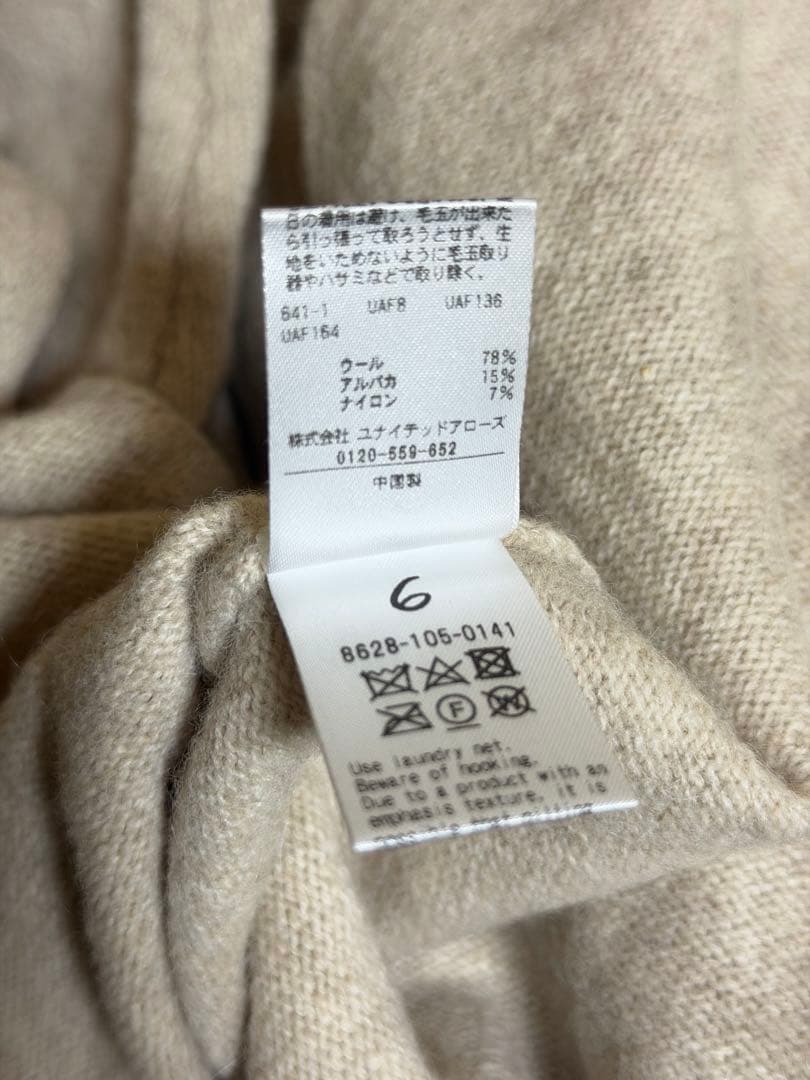 日の着用は避け、毛玉が出来た
ら引っ張って取ろうとせず、生
地をいためないように毛玉取り
器やハサミなどで取り除く。
641-1 UAF8 UAF136
UAF164
ウール 78%
アルパカ 15%
ナイロン 7%
株式会社 ユナイテッドアローズ
0120-559-652
中国製
6
8628-105-0141
F
W
Use laundry net.
Beware of hooking.
Due to a product with an
emphasis texture, it is